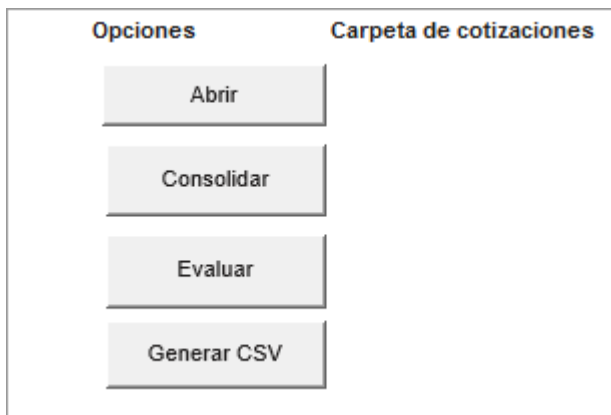 Opciones Carpeta de cotizaciones
Abrir
Consolidar
Evaluar
Generar CSV